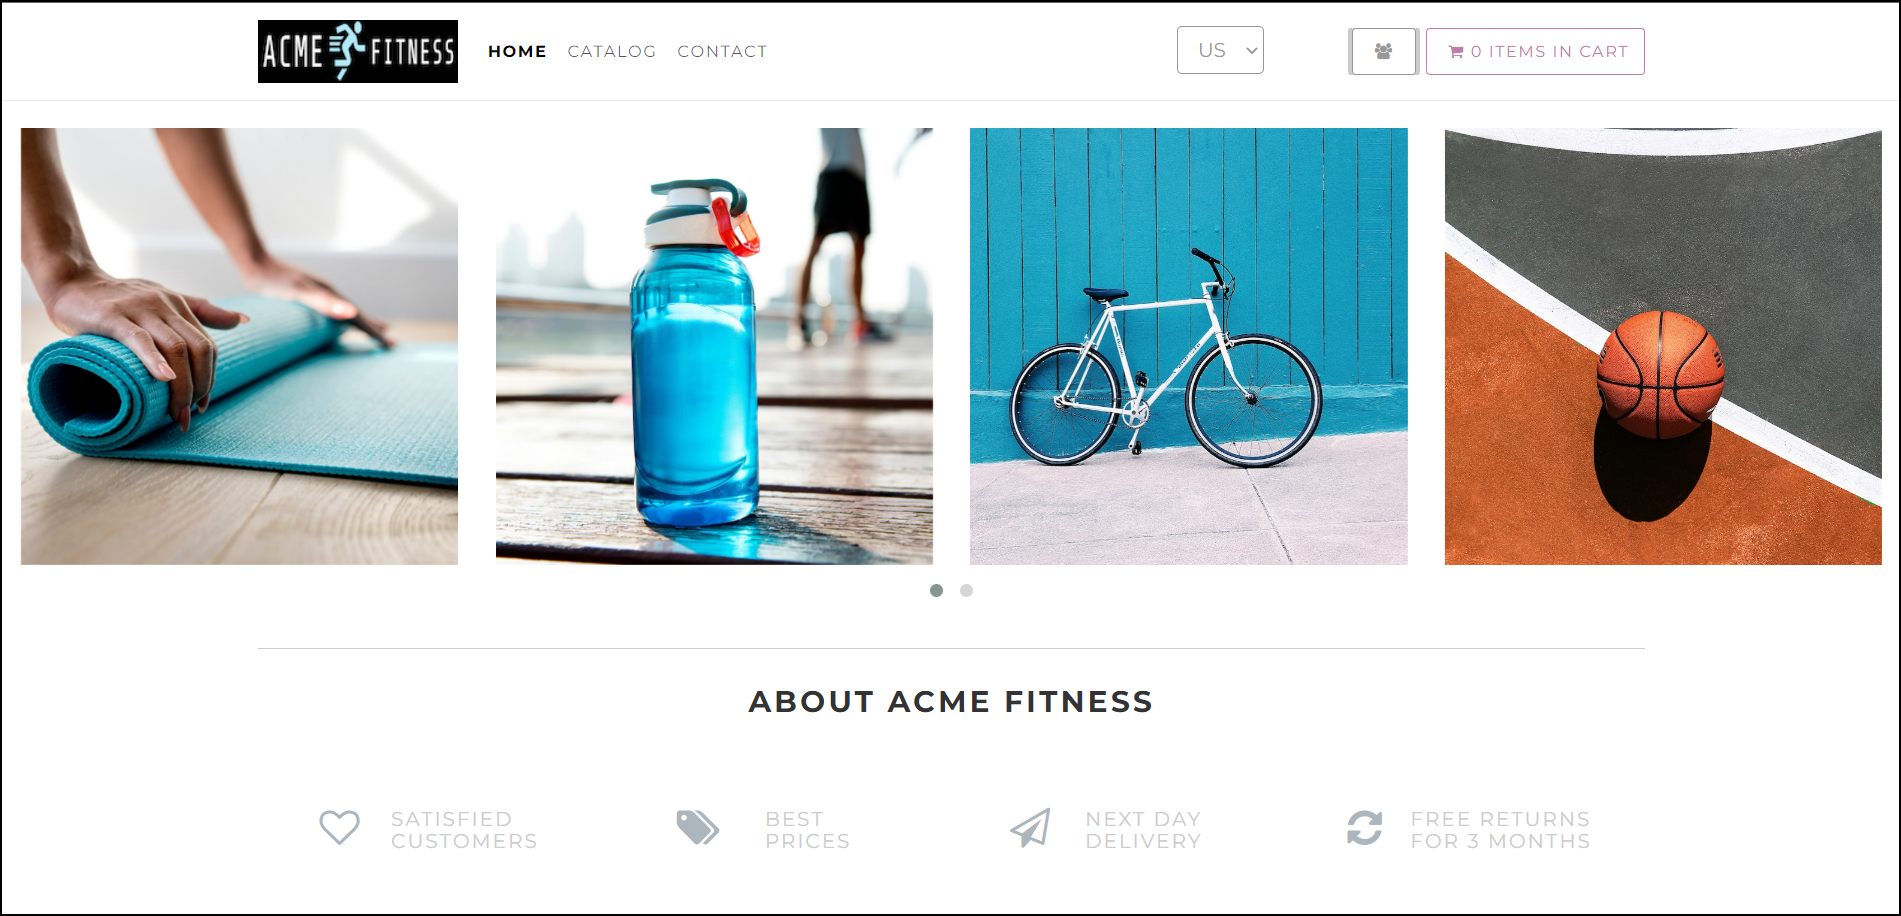 ACME FITNESS
HOME CATALOG CONTACT
US
0 ITEMS IN CART
ABOUT ACME FITNESS
SATISFIED
CUSTOMERS
BEST
PRICES
NEXT DAY
DELIVERY
FREE RETURNS
FOR 3 MONTHS